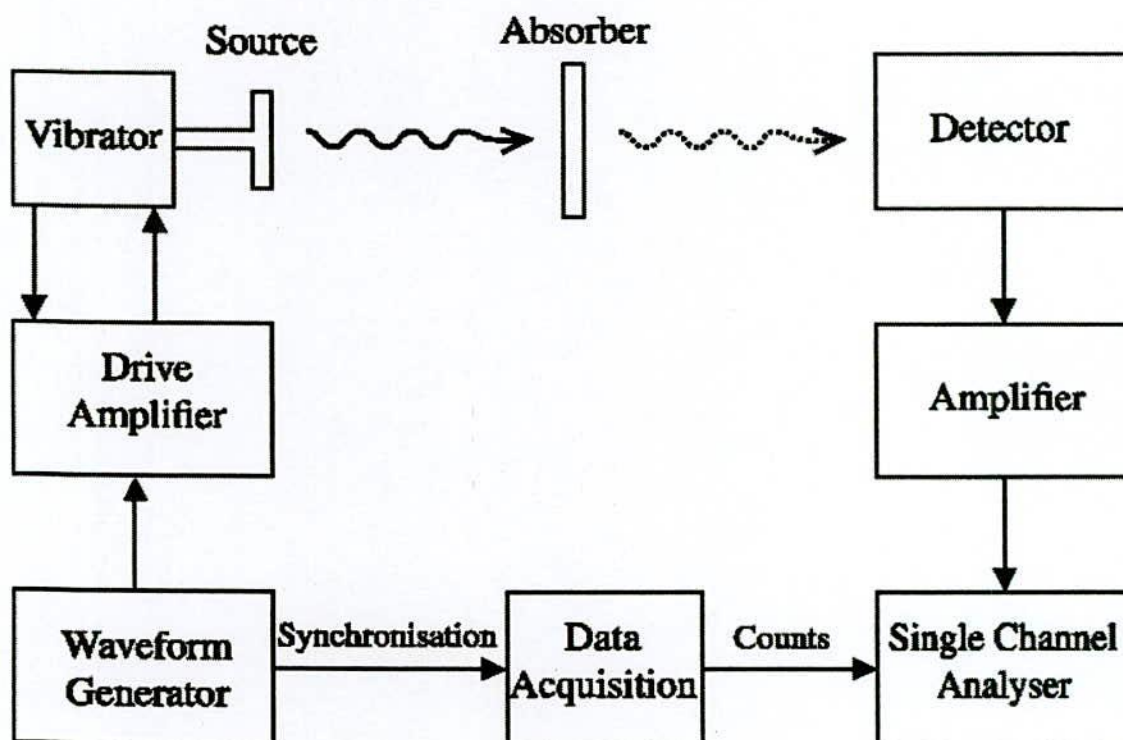 Source
Absorber
Vibrator
Detector
Drive
Amplifier
Amplifier
Waveform
Generator
Synchronisation
Data
Acquisition
Counts
Single Channel
Analyser